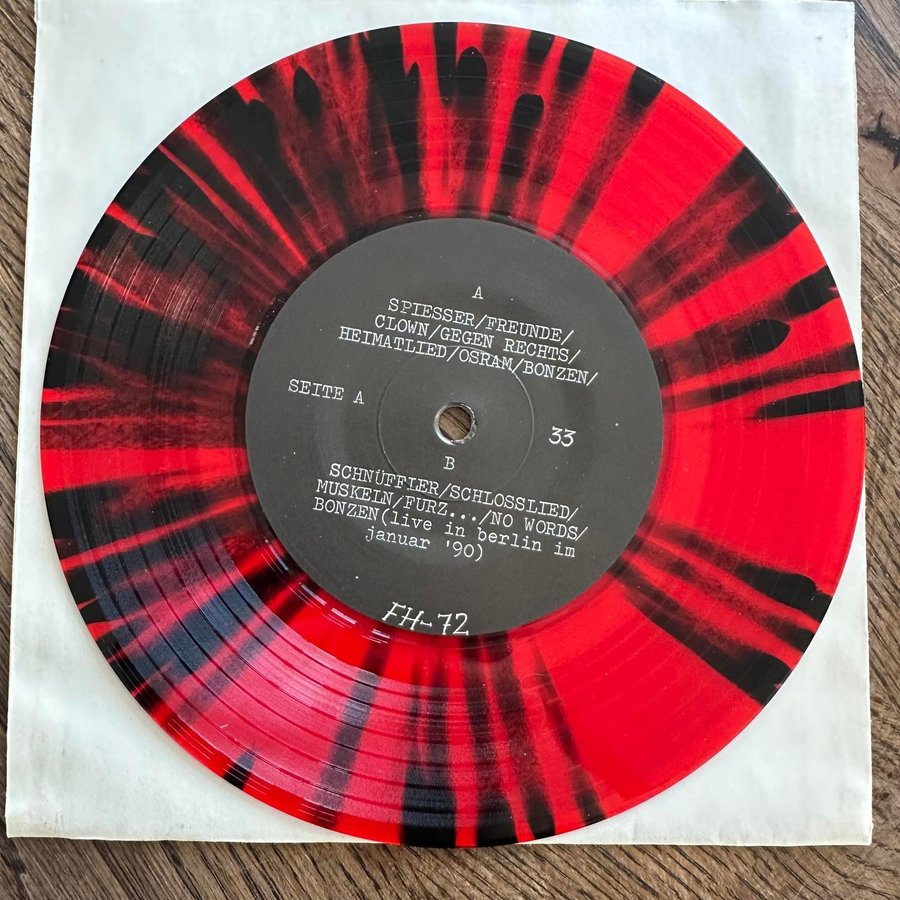 A
SPIESSER/FREUNDE/
CLOWN/GEGEN RECHTS/
HEIMATLIED/OSRAM/BONZEN/
SEITE A
33
B
SCHNÜFFLER/SCHLOSSLIED/
MUSKELN/FURZ.../NO WORDS/
BONZEN(live in berlin im
januar '90)
FH-72